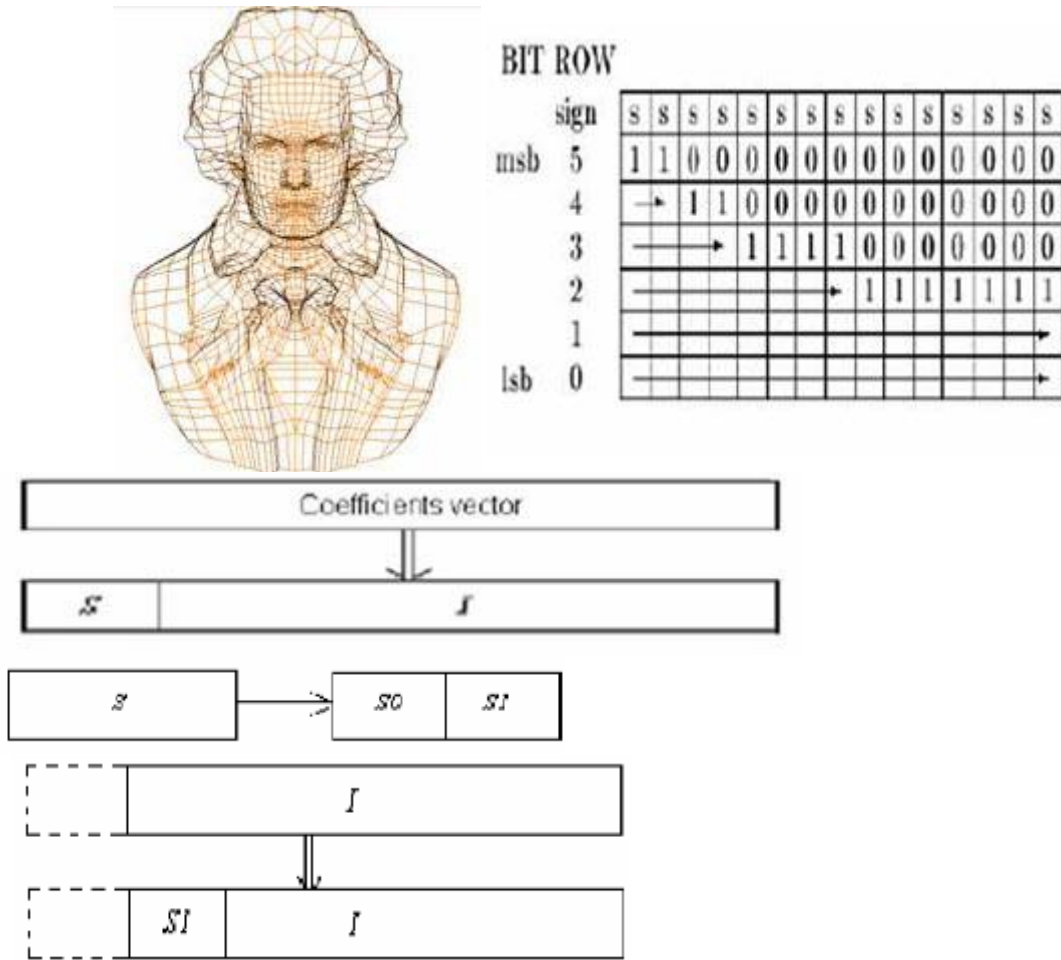 BIT ROW
sign s s s s s s s s s s s s s s s
msb 5 1 1 0 0 0 0 0 0 0 0 0 0 0 0 0
4 1 1 0 0 0 0 0 0 0 0 0 0 0
3 1 1 1 1 0 0 0 0 0 0 0
2 1 1 1 1 1 1 1
1
lsb 0
Coefficients vector
S I
S S0 S1
I
S1 I